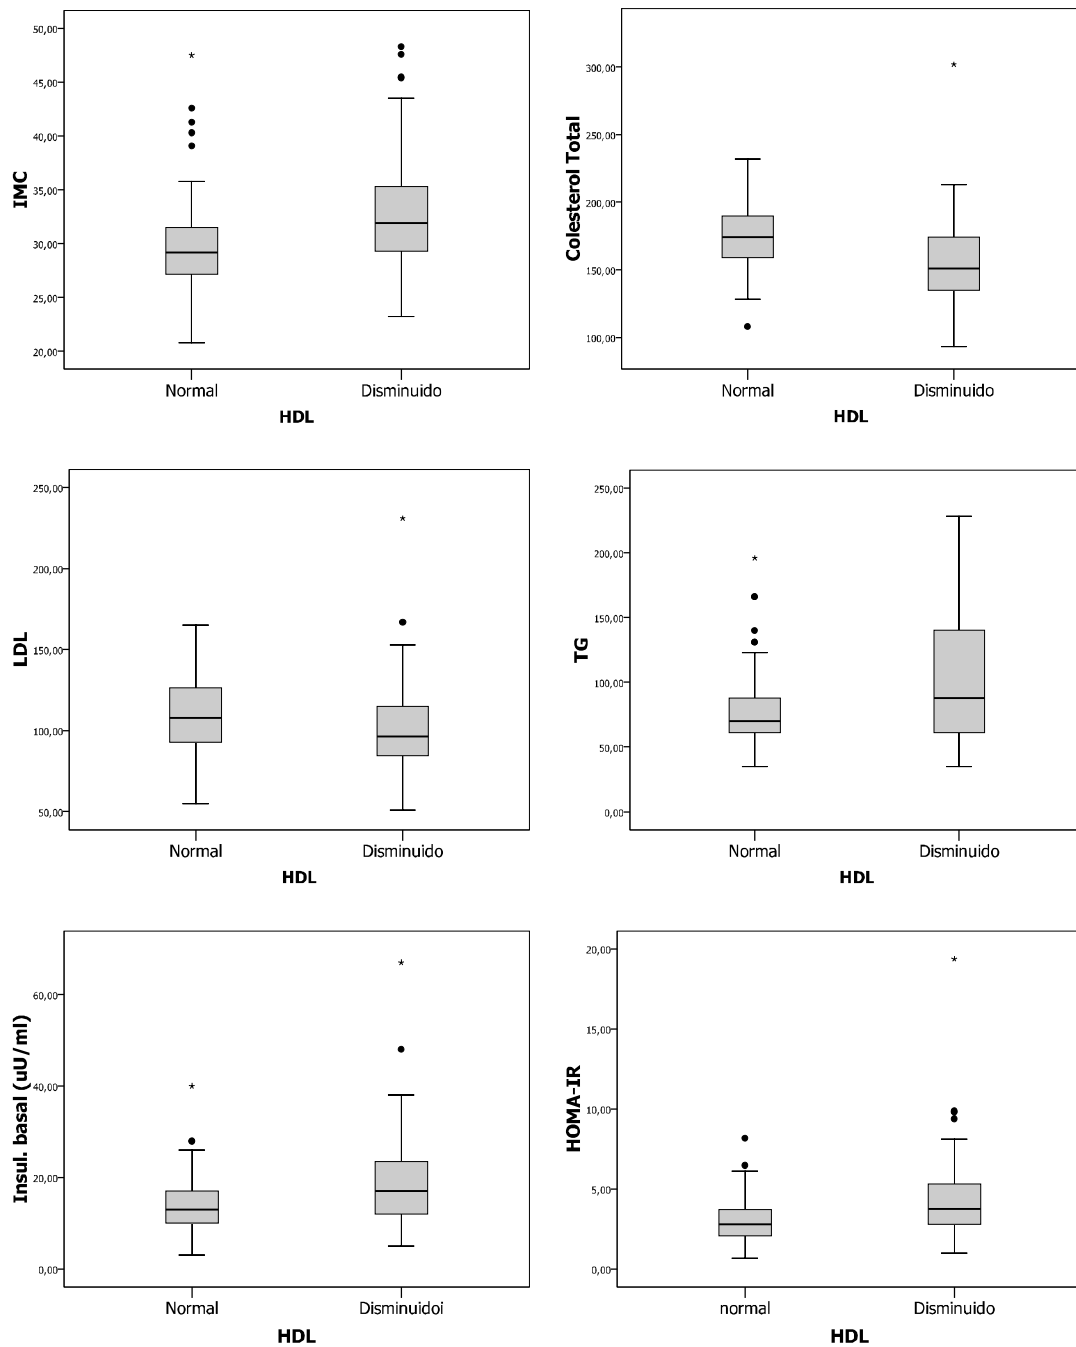 IMC
50,00
45,00
40,00
35,00
30,00
25,00
20,00
Normal Disminuido
HDL
Colesterol Total
300,00
250,00
200,00
150,00
100,00
Normal Disminuido
HDL
LDL
250,00
200,00
150,00
100,00
50,00
Normal Disminuido
HDL
TG
250,00
200,00
150,00
100,00
50,00
0,00
Normal Disminuido
HDL
Insul. basal (uU/ml)
60,00
40,00
20,00
0,00
Normal Disminuidoi
HDL
HOMA-IR
20,00
15,00
10,00
5,00
0,00
normal Disminuido
HDL